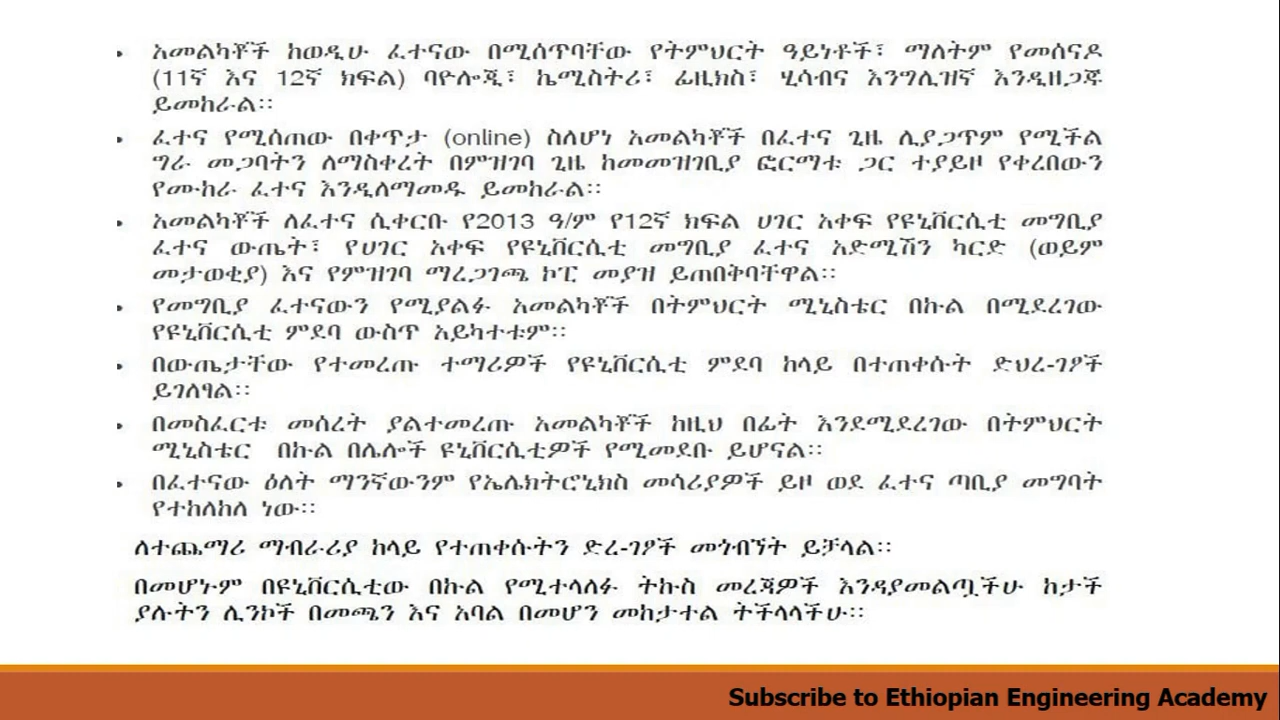 አመልካቾች ከወዲሁ ፈተናው በሚሰጥባቸው የትምህርት ዓይነቶች፣ ማለትም የመሰናዶ
(11ኛ እና 12ኛ ክፍል) ባዮሎጂ፣ ኬሚስትሪ፣ ፊዚክስ፣ ሂሳብና እንግሊዝኛ እንዲዘጋጁ
ይመከራል፡፡
ፈተና የሚሰጠው በቀጥታ (online) ስለሆነ አመልካቾች በፈተና ጊዜ ሊያጋጥም የሚችል
ግራ መጋባትን ለማስቀረት በምዝገባ ጊዜ ከመመዝገቢያ ፎርማቱ ጋር ተያይዞ የቀረበውን
የሙከራ ፈተና እንዲለማመዱ ይመከራል፡፡
አመልካቾች ለፈተና ሲቀርቡ የ2013 ዓ/ም የ12ኛ ክፍል ሀገር አቀፍ የዩኒቨርሲቲ መግቢያ
ፈተና ውጤት፣ የሀገር አቀፍ የዩኒቨርሲቲ መግቢያ ፈተና አድሚሽን ካርድ (ወይም
መታወቂያ) እና የምዝገባ ማረጋገጫ ኮፒ መያዝ ይጠበቅባቸዋል፡፡
የመግቢያ ፈተናውን የሚያልፉ አመልካቾች በትምህርት ሚኒስቴር በኩል በሚደረገው
የዩኒቨርሲቲ ምደባ ውስጥ አይካተቱም፡፡
በውጤታቸው የተመረጡ ተማሪዎች የዩኒቨርሲቲ ምደባ ከላይ በተጠቀሱት ድህረ-ገፆች
ይገለፃል፡፡
በመስፈርቱ መሰረት ያልተመረጡ አመልካቾች ከዚህ በፊት እንደሚደረገው በትምህርት
ሚኒስቴር በኩል በሌሎች ዩኒቨርሲቲዎች የሚመደቡ ይሆናል፡፡
በፈተናው ዕለት ማንኛውንም የኤሌክትሮኒክስ መሳሪያዎች ይዞ ወደ ፈተና ጣቢያ መግባት
የተከለከለ ነው፡፡
ለተጨማሪ ማብራሪያ ከላይ የተጠቀሱትን ድረ-ገፆች መጎብኘት ይቻላል፡፡
በመሆኑም በዩኒቨርሲቲው በኩል የሚተላለፉ ትኩስ መረጃዎች እንዳያመልጧችሁ ከታች
ያሉትን ሊንኮች በመጫን እና አባል በመሆን መከታተል ትችላላችሁ፡፡
Subscribe to Ethiopian Engineering Academy